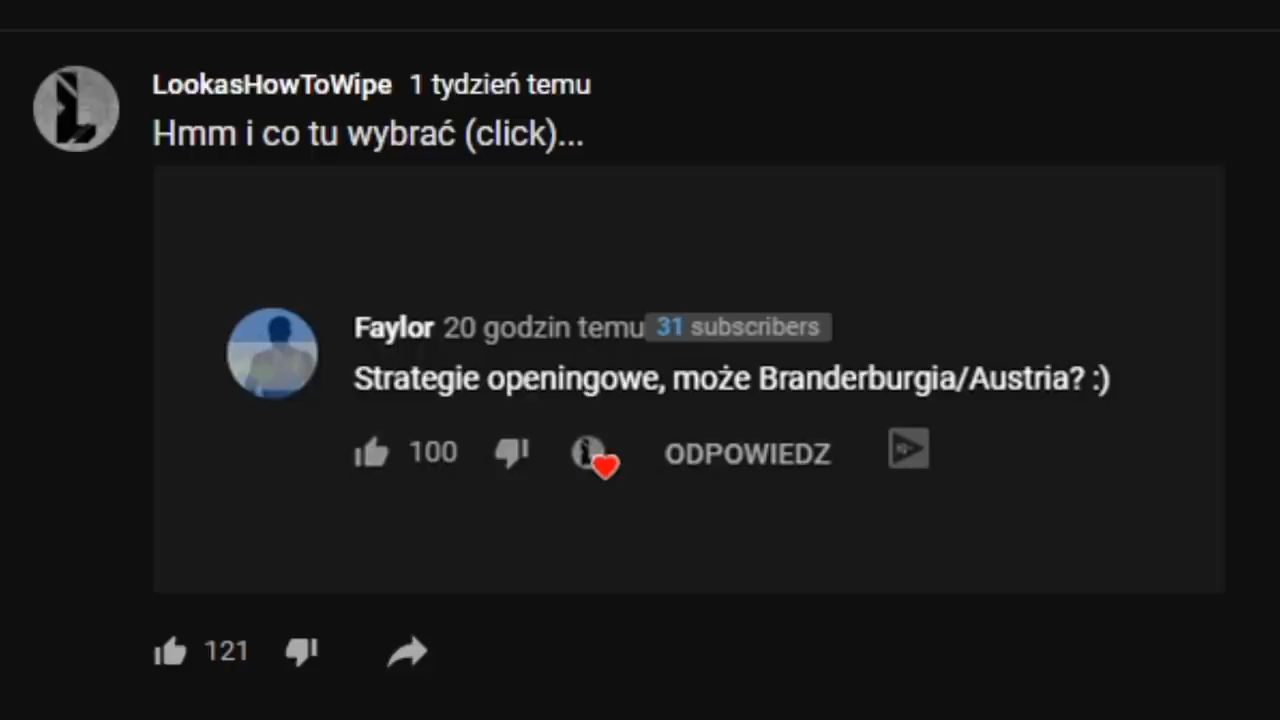 LookasHowToWipe 1 tydzień temu
Hmm i co tu wybrać (click)...
Faylor 20 godzin temu 31 subscribers
Strategie openingowe, może Branderburgia/Austria? :)
100 ODPOWIEDZ
121